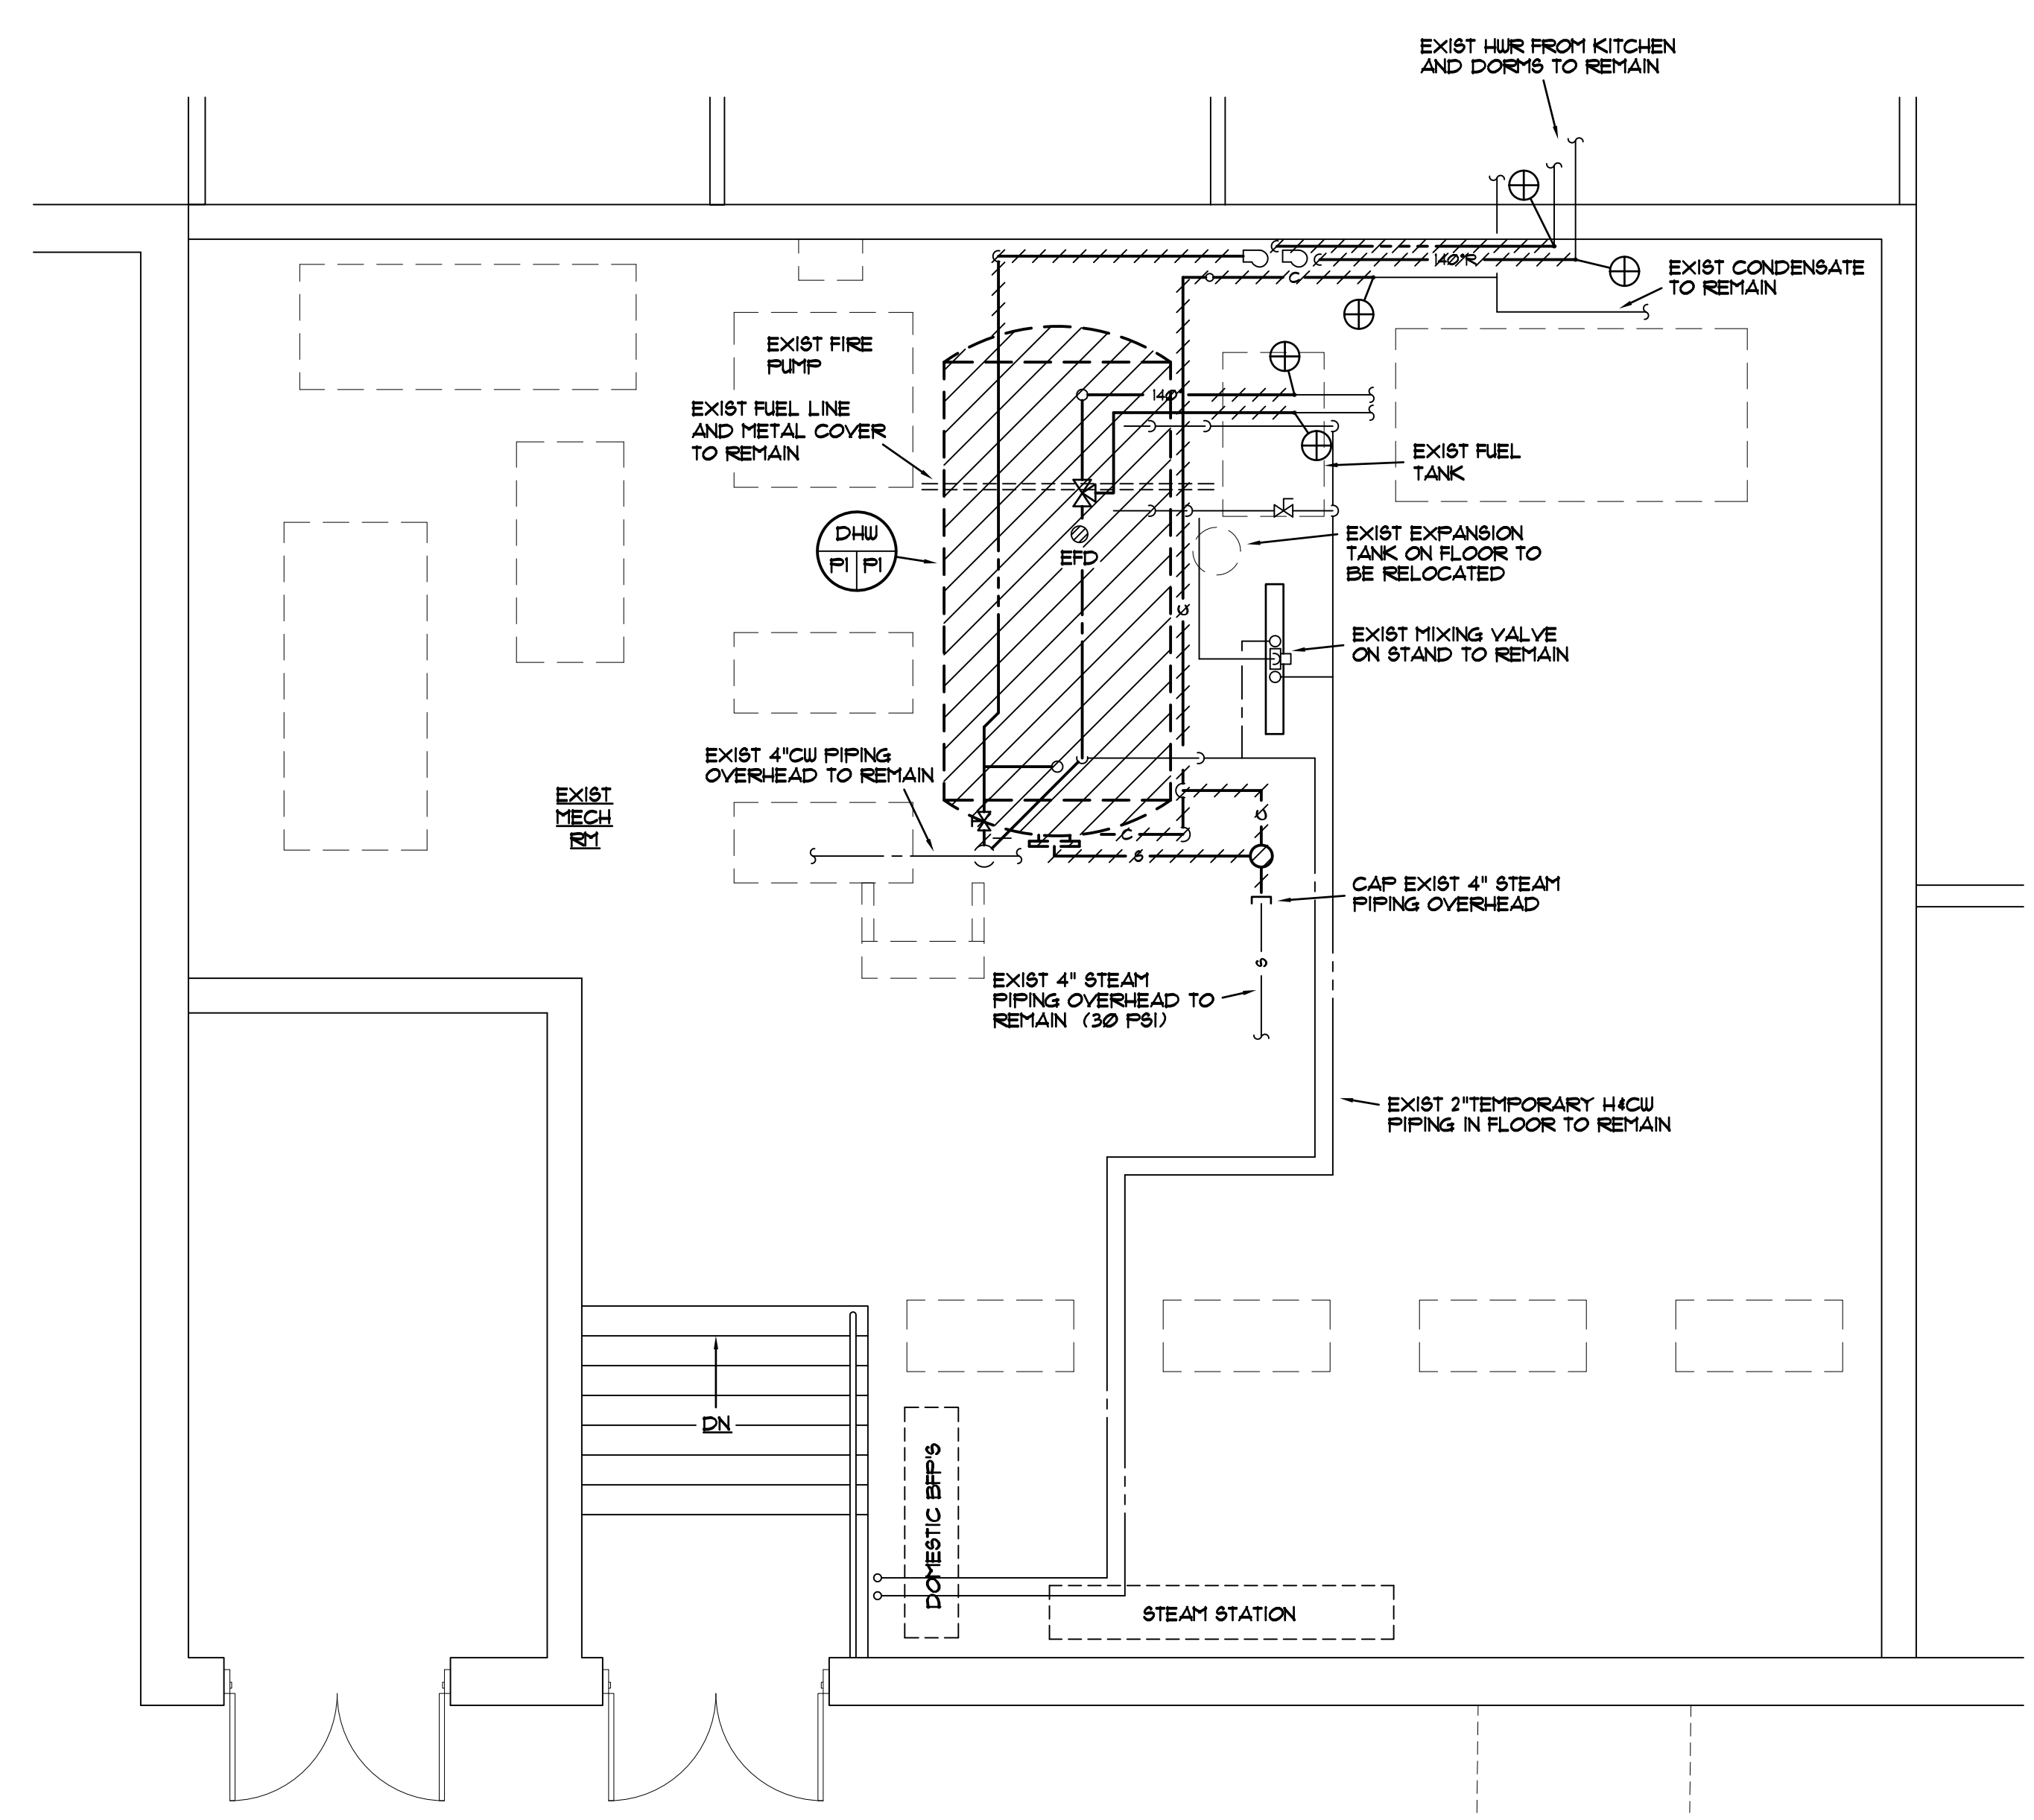 EXIST HWR FROM KITCHEN
AND DORMS TO REMAIN
140°R
C
EXIST CONDENSATE
TO REMAIN
EXIST FIRE
PUMP
140°
EXIST FUEL LINE
AND METAL COVER
TO REMAIN
EXIST FUEL
TANK
DHW
P1 P1
EFD
EXIST EXPANSION
TANK ON FLOOR TO
BE RELOCATED
C
EXIST MIXING VALVE
ON STAND TO REMAIN
EXIST 4"CW PIPING
OVERHEAD TO REMAIN
EXIST
MECH
RM
C
C
S
CAP EXIST 4" STEAM
PIPING OVERHEAD
S
EXIST 4" STEAM
PIPING OVERHEAD TO
REMAIN (30 PSI)
EXIST 2"TEMPORARY H&CW
PIPING IN FLOOR TO REMAIN
DN
DOMESTIC BFP'S
STEAM STATION